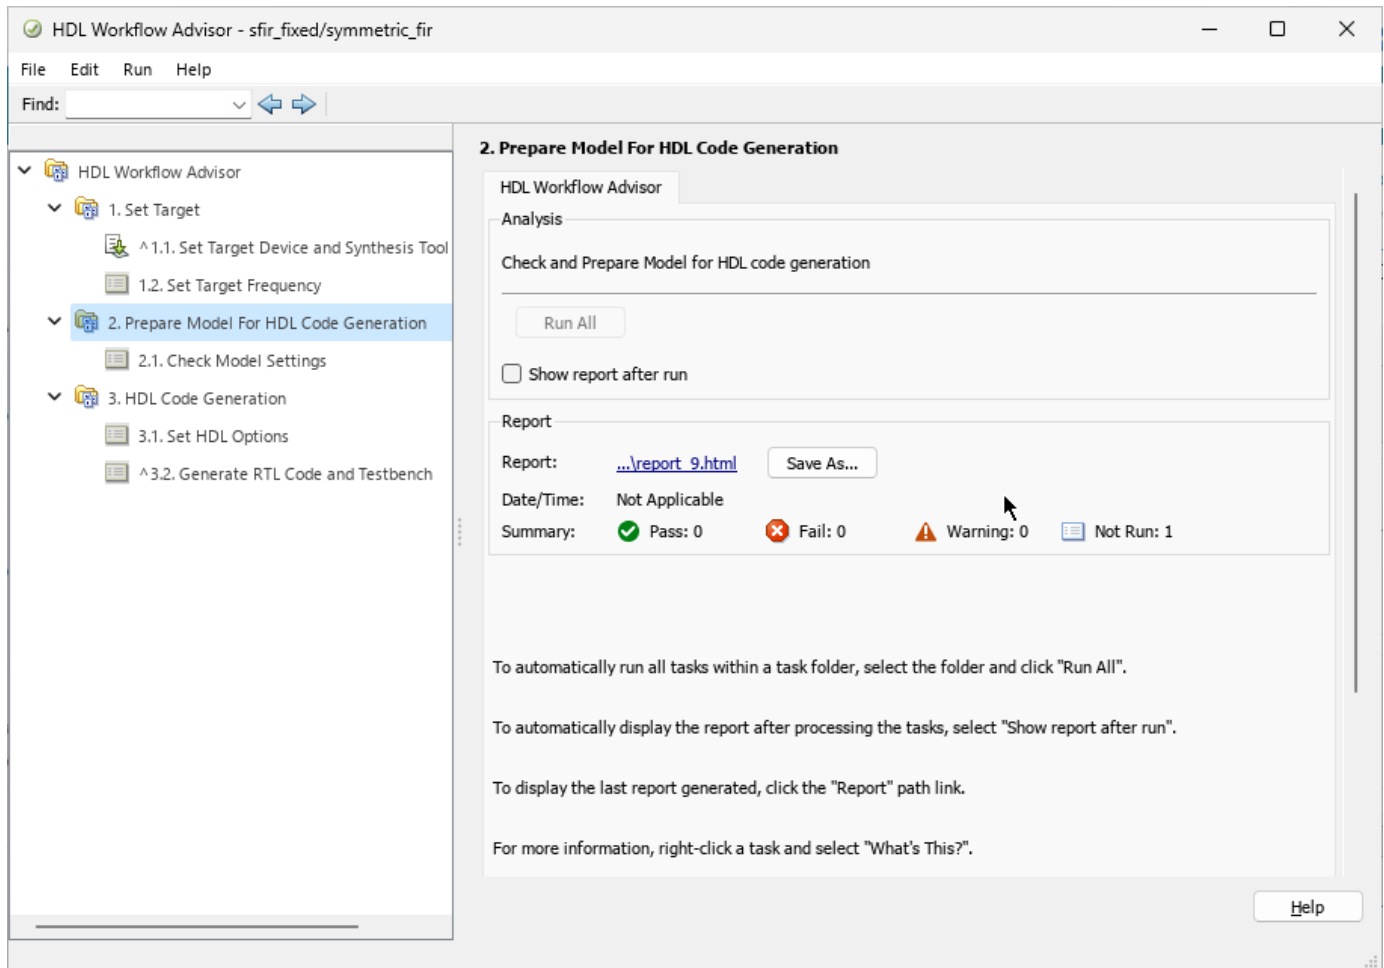 HDL Workflow Advisor - sfir_fixed/symmetric_fir
File Edit Run Help
Find:
HDL Workflow Advisor
1. Set Target
^1.1. Set Target Device and Synthesis Tool
1.2. Set Target Frequency
2. Prepare Model For HDL Code Generation
2.1. Check Model Settings
3. HDL Code Generation
3.1. Set HDL Options
^3.2. Generate RTL Code and Testbench
2. Prepare Model For HDL Code Generation
HDL Workflow Advisor
Analysis
Check and Prepare Model for HDL code generation
Run All
Show report after run
Report
Report: ...\report_9.html Save As...
Date/Time: Not Applicable
Summary: Pass: 0 Fail: 0 Warning: 0 Not Run: 1
To automatically run all tasks within a task folder, select the folder and click "Run All".
To automatically display the report after processing the tasks, select "Show report after run".
To display the last report generated, click the "Report" path link.
For more information, right-click a task and select "What's This?".
Help